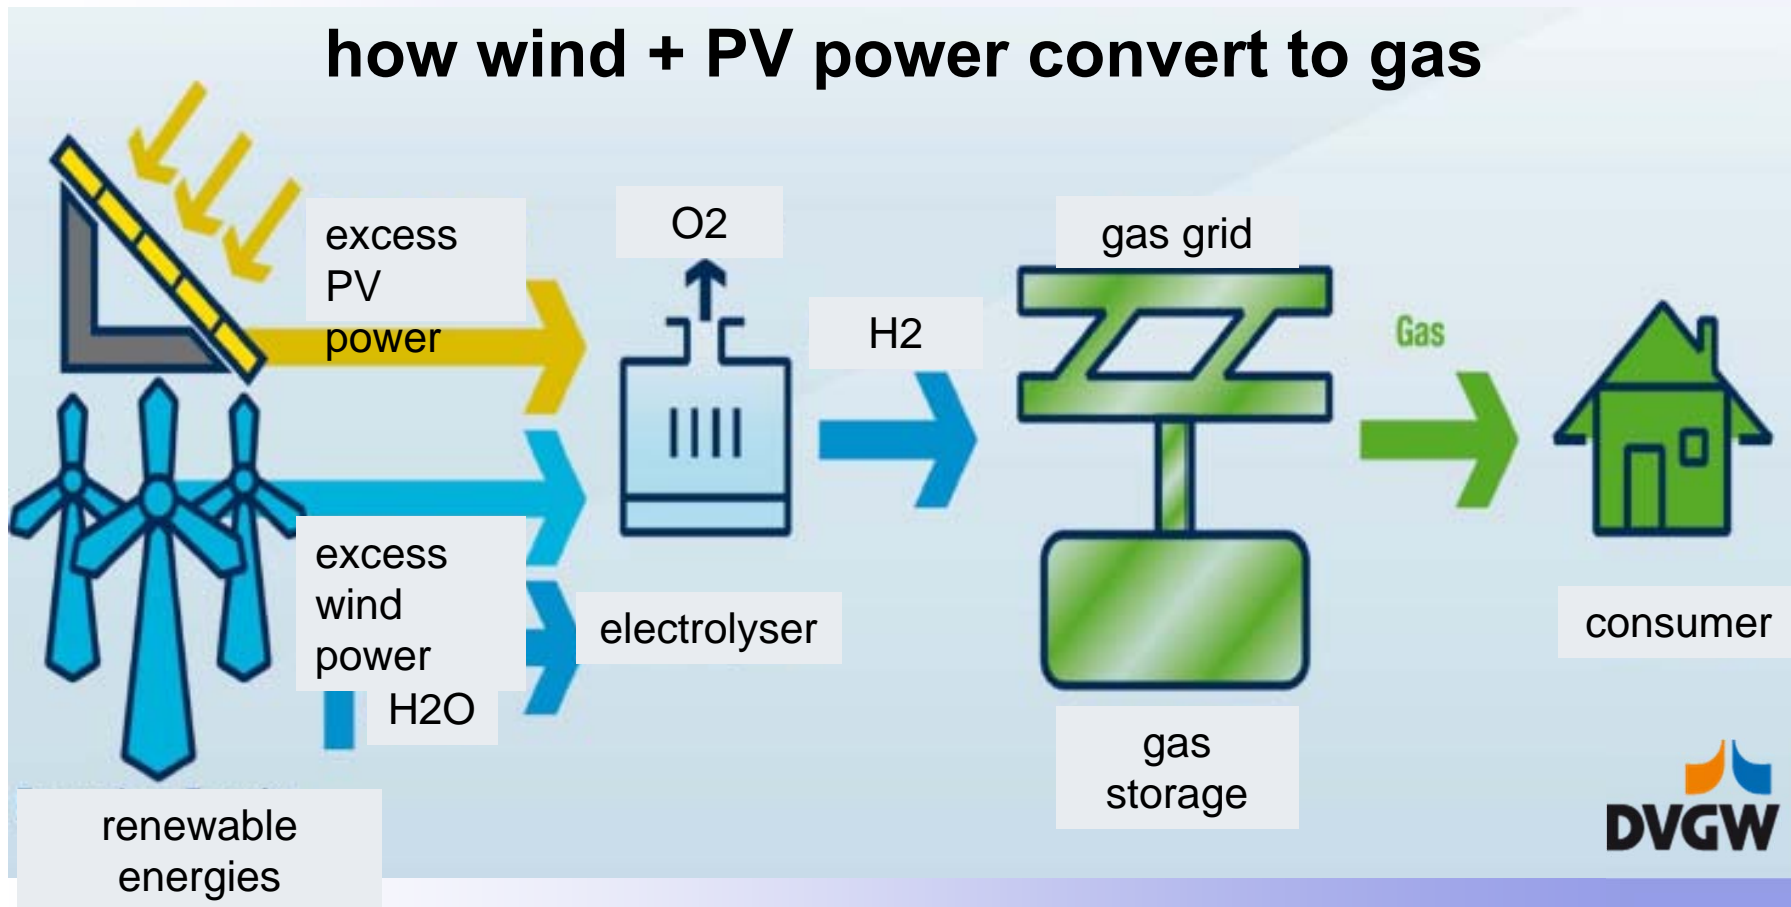 how wind + PV power convert to gas
excess
PV
power
O2
gas grid
H2
Gas
excess
wind
power
electrolyser
consumer
H2O
gas
storage
DVGW
renewable
energies